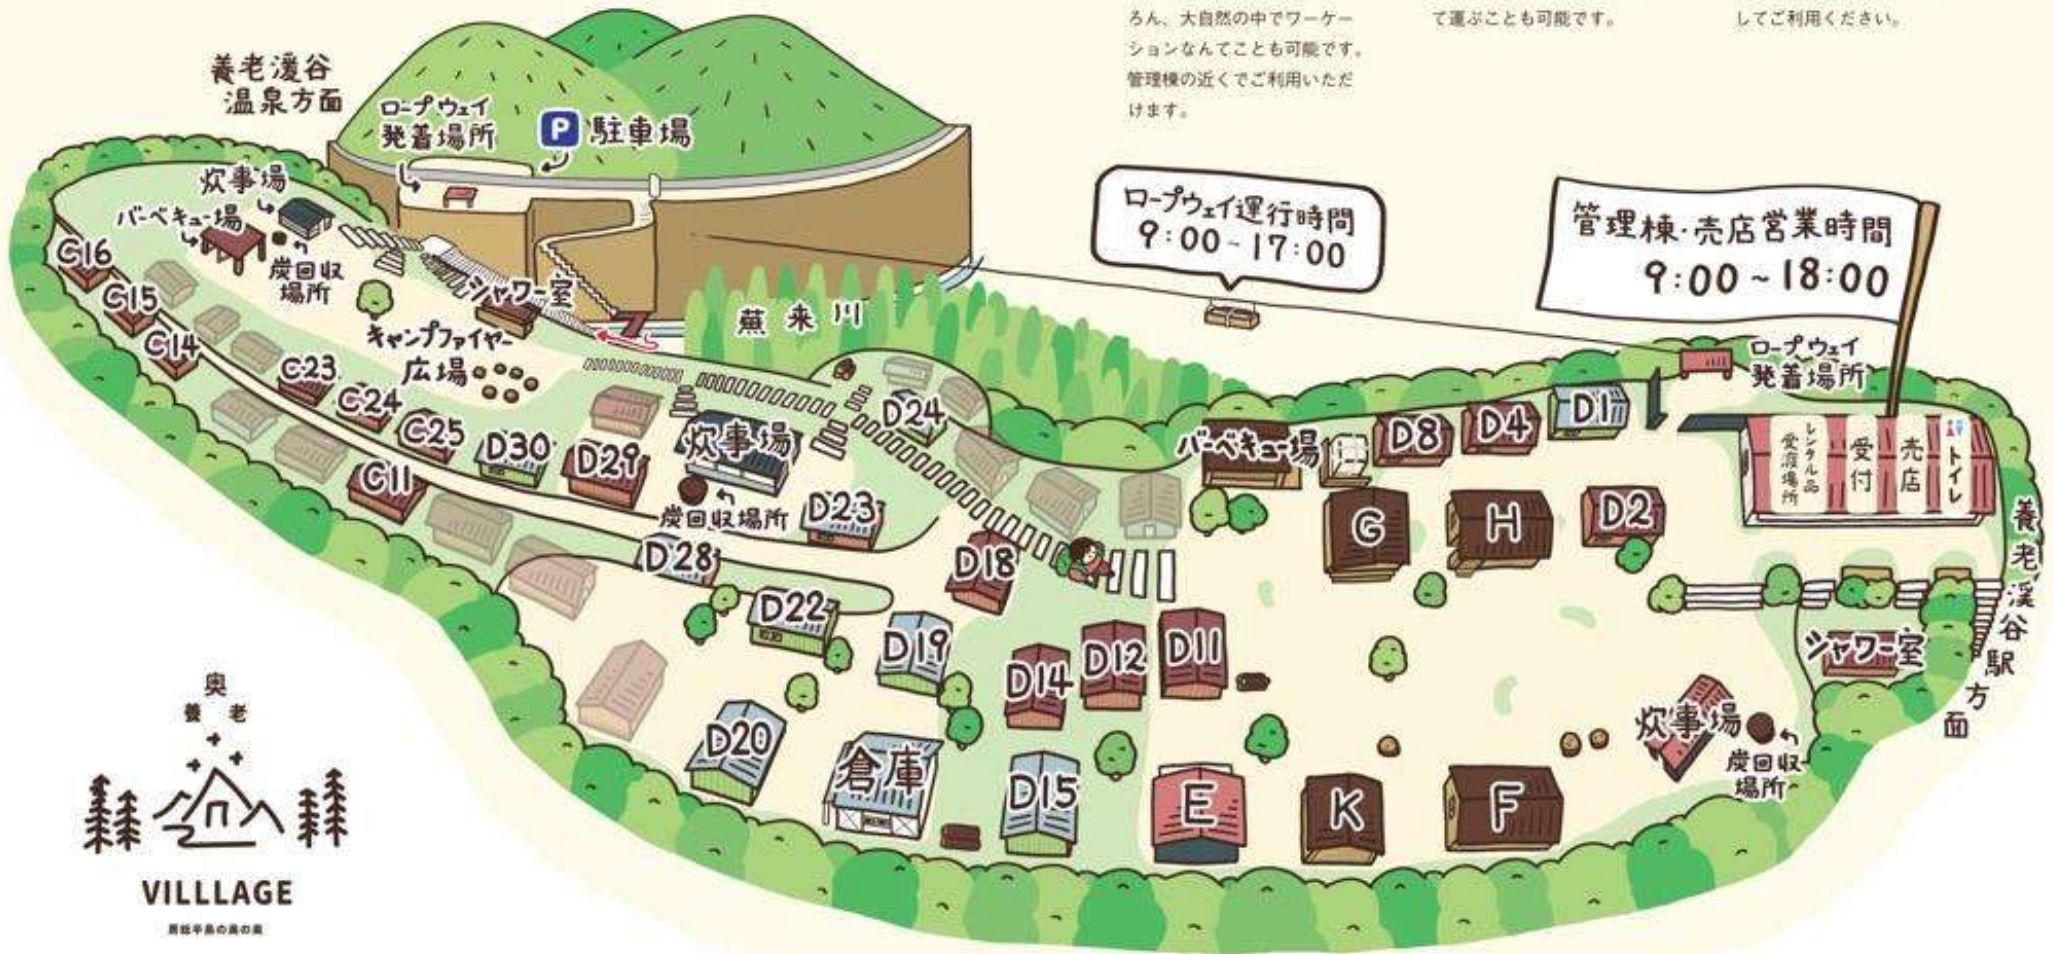 ろん、大自然の中でワーケー
ションなんてことも可能です。
管理棟の近くでご利用いただ
けます。
て運ぶことも可能です。
してご利用ください。
養老渓谷
温泉方面
ロープウェイ
発着場所
P 駐車場
炊事場
バーベキュー場
炭回収
場所
シャワー室
キャンプファイヤー
広場
蕪来川
ロープウェイ運行時間
9:00~17:00
管理棟・売店営業時間
9:00~18:00
ロープウェイ
発着場所
C16
C15
C14
C23
C24
C25
D30
D29
C11
炊事場
炭回収場所
D24
D23
D28
D22
D18
D19
D14
D12
D11
D20
倉庫
D15
バーベキュー場
D8
D4
D1
G
H
D2
レンタル品
受渡場所
受付
売店
トイレ
養老渓谷駅方面
シャワー室
炊事場
炭回収
場所
E
K
F
奥
養老
VILLLAGE
房総半島の奥の奥